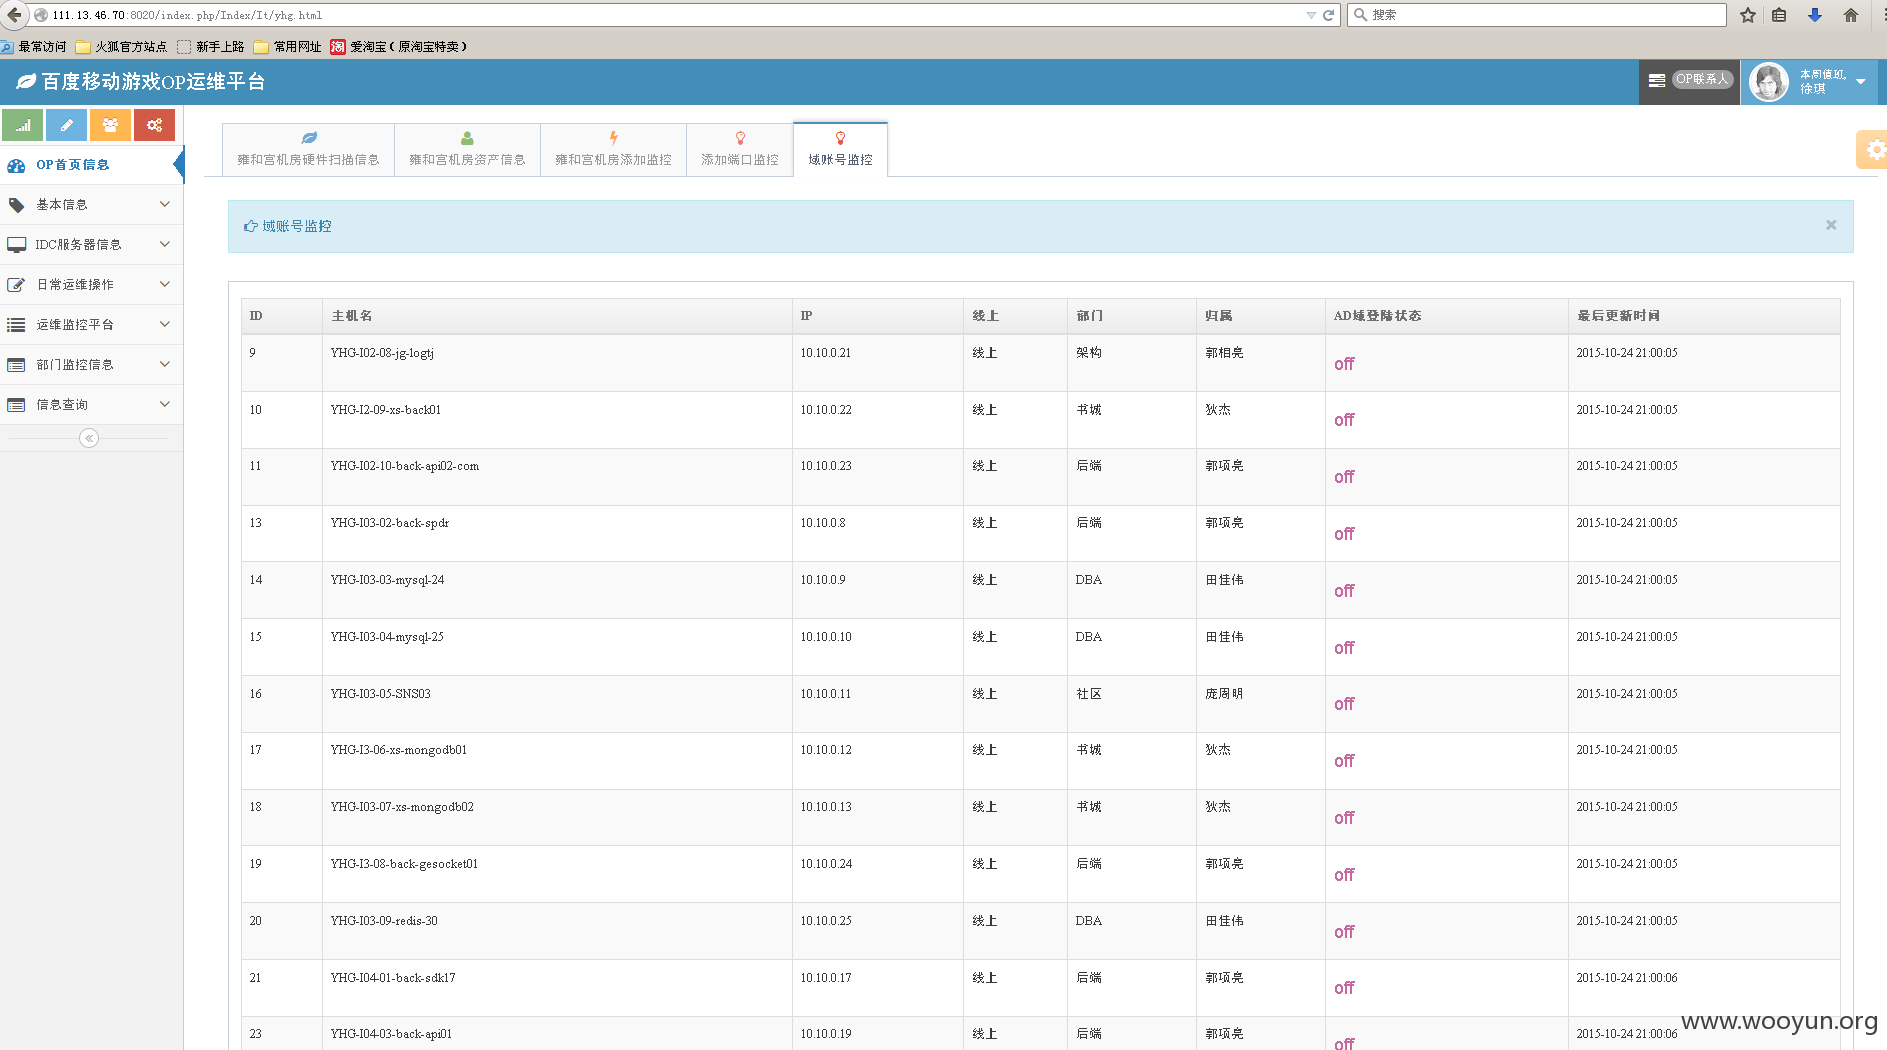 111.13.46.70:8020/index.php/Index/It/yhg.html
搜索
最常访问 火狐官方站点 新手上路 常用网址 淘 爱淘宝（原淘宝特卖）
百度移动游戏OP运维平台
OP联系人
本周值班,
徐琪
OP首页信息
基本信息
IDC服务器信息
日常运维操作
运维监控平台
部门监控信息
信息查询
雍和宫机房硬件扫描信息 雍和宫机房资产信息 雍和宫机房添加监控 添加端口监控 域账号监控
域账号监控 ×
ID 主机名 IP 线上 部门 归属 AD域登陆状态 最后更新时间
9 YHG-I02-08-jg-logtj 10.10.0.21 线上 架构 郭相亮 off 2015-10-24 21:00:05
10 YHG-I2-09-xs-back01 10.10.0.22 线上 书城 狄杰 off 2015-10-24 21:00:05
11 YHG-I02-10-back-api02-com 10.10.0.23 线上 后端 郭项亮 off 2015-10-24 21:00:05
13 YHG-I03-02-back-spdr 10.10.0.8 线上 后端 郭项亮 off 2015-10-24 21:00:05
14 YHG-I03-03-mysql-24 10.10.0.9 线上 DBA 田佳伟 off 2015-10-24 21:00:05
15 YHG-I03-04-mysql-25 10.10.0.10 线上 DBA 田佳伟 off 2015-10-24 21:00:05
16 YHG-I03-05-SNS03 10.10.0.11 线上 社区 庞周明 off 2015-10-24 21:00:05
17 YHG-I3-06-xs-mongodb01 10.10.0.12 线上 书城 狄杰 off 2015-10-24 21:00:05
18 YHG-I03-07-xs-mongodb02 10.10.0.13 线上 书城 狄杰 off 2015-10-24 21:00:05
19 YHG-I3-08-back-gesocket01 10.10.0.24 线上 后端 郭项亮 off 2015-10-24 21:00:05
20 YHG-I03-09-redis-30 10.10.0.25 线上 DBA 田佳伟 off 2015-10-24 21:00:05
21 YHG-I04-01-back-sdk17 10.10.0.17 线上 后端 郭项亮 off 2015-10-24 21:00:06
23 YHG-I04-03-back-api01 10.10.0.19 线上 后端 郭项亮 off 2015-10-24 21:00:06
www.wooyun.org